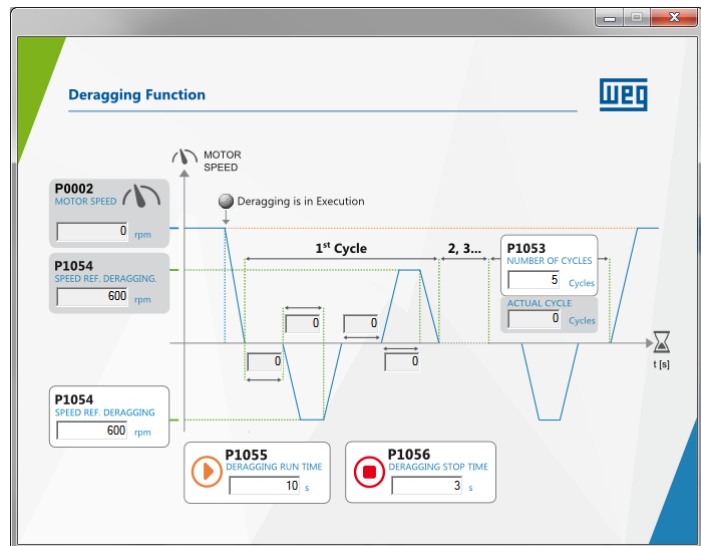 Deragging Function
WEG
MOTOR
SPEED
P0002
MOTOR SPEED
0 rpm
Deragging is in Execution
1st Cycle
2, 3...
P1053
NUMBER OF CYCLES
5 Cycles
P1054
SPEED REF. DERAGGING.
600 rpm
ACTUAL CYCLE
0 Cycles
0
0
0
0
t [s]
P1054
SPEED REF. DERAGGING
600 rpm
P1055
DERAGGING RUN TIME
10 s
P1056
DERAGGING STOP TIME
3 s